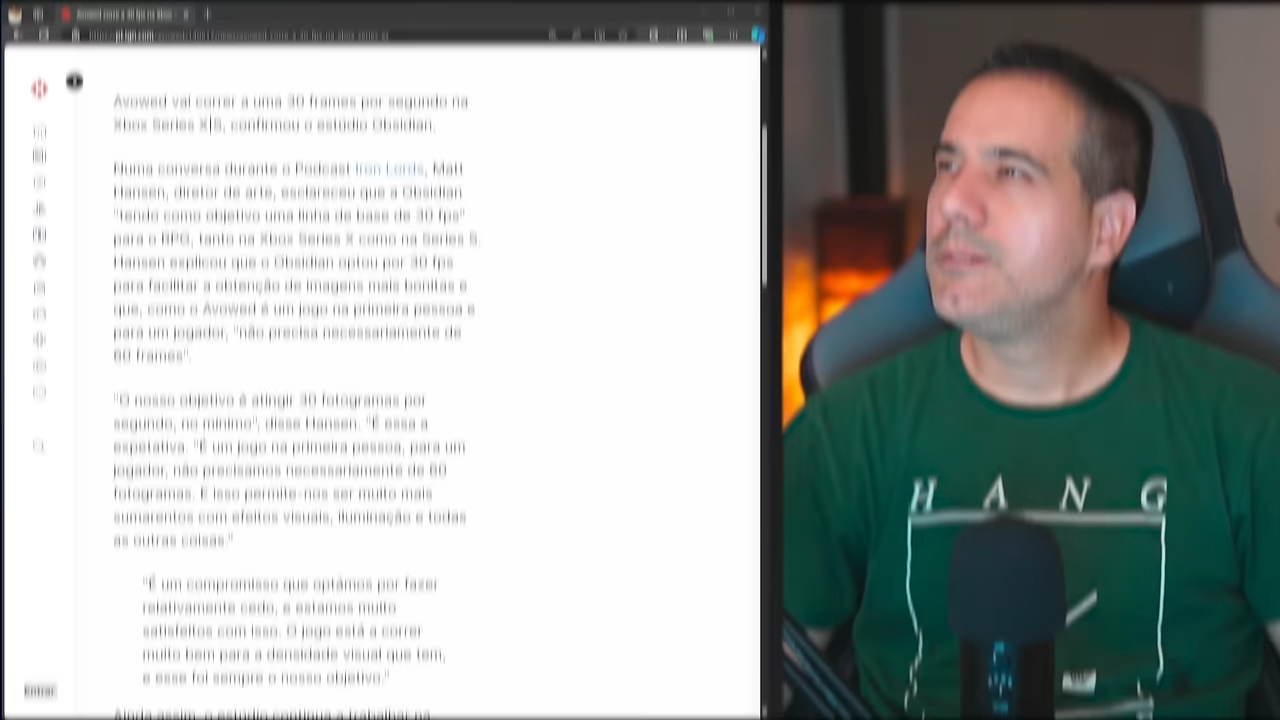 Avowed vai correr a uma 30 frames por segundo na
Xbox Series X|S, confirmou o estúdio Obsidian.
Numa conversa durante o Podcast Iron Lords, Matt
Hansen, diretor de arte, esclareceu que a Obsidian
"tendo como objetivo uma linha de base de 30 fps"
para o RPG, tanto na Xbox Series X como na Series S.
Hansen explicou que o Obsidian optou por 30 fps
para facilitar a obtenção de imagens mais bonitas e
que, como o Avowed é um jogo na primeira pessoa e
para um jogador, "não precisa necessariamente de
60 frames".
"O nosso objetivo é atingir 30 fotogramas por
segundo, no mínimo", disse Hansen. "É essa a
expetativa. "É um jogo na primeira pessoa, para um
jogador, não precisamos necessariamente de 60
fotogramas. E isso permite-nos ser muito mais
sumarentos com efeitos visuais, iluminação e todas
as outras coisas."
"É um compromisso que optámos por fazer
relativamente cedo, e estamos muito
satisfeitos com isso. O jogo está a correr
muito bem para a densidade visual que tem,
e esse foi sempre o nosso objetivo."
Ainda assim, o estúdio continua a trabalhar na
Entrar
H A N G